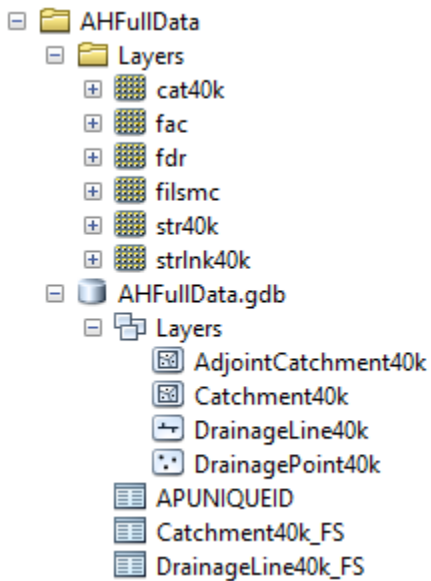 AHFullData
Layers
cat40k
fac
fdr
filsmc
str40k
strlnk40k
AHFullData.gdb
Layers
AdjointCatchment40k
Catchment40k
DrainageLine40k
DrainagePoint40k
APUNIQUEID
Catchment40k_FS
DrainageLine40k_FS